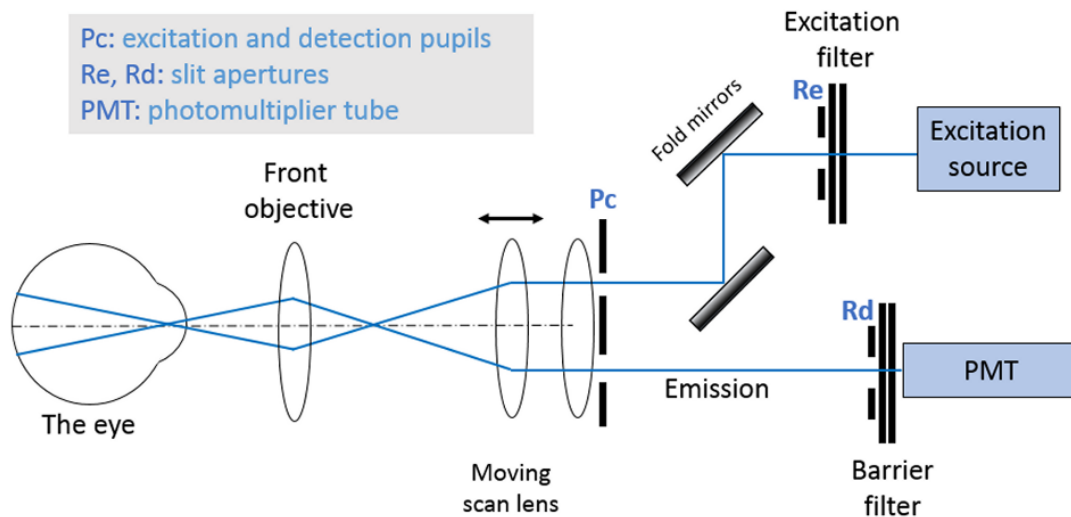 Pc: excitation and detection pupils
Re, Rd: slit apertures
PMT: photomultiplier tube
Excitation
filter
Re
Fold mirrors
Excitation
source
Front
objective
Pc
Rd
PMT
Emission
The eye
Moving
scan lens
Barrier
filter